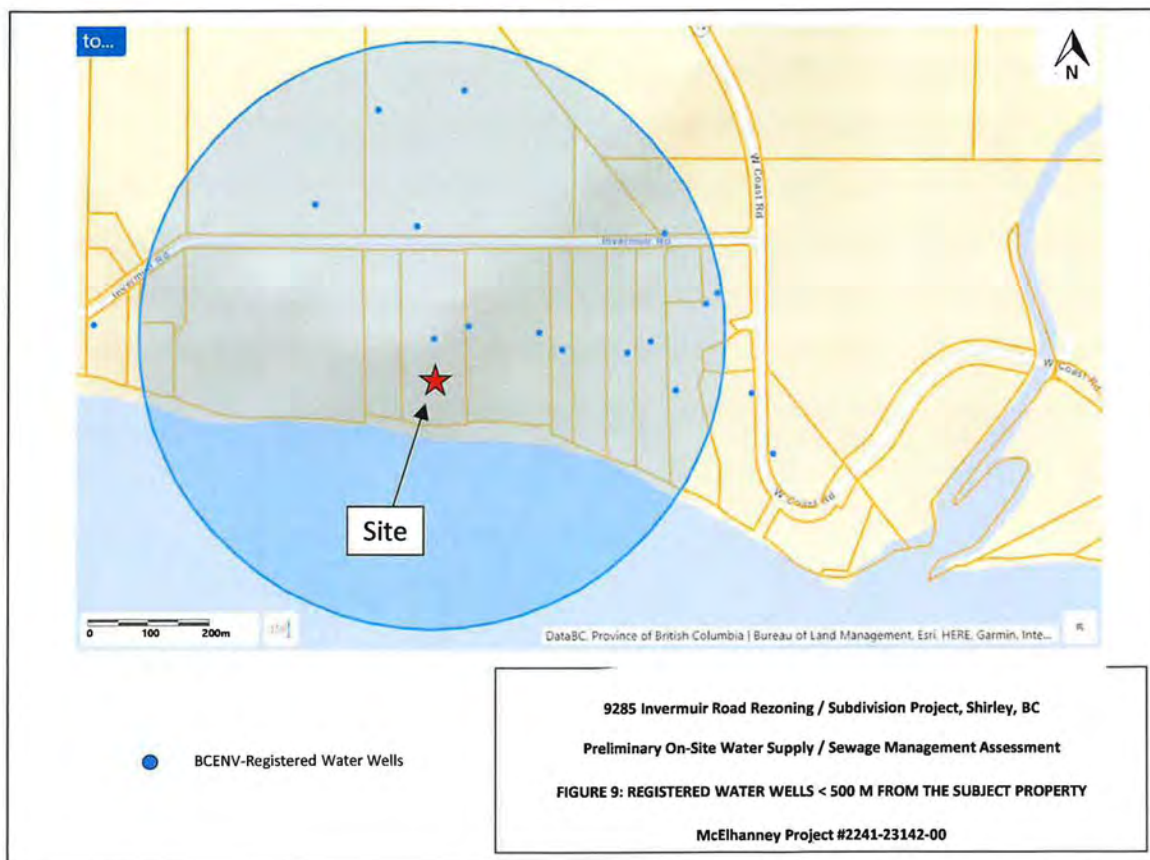 to...
N
W Coast Rd
Invermuir Rd
Invermuir Rd
W Coast Rd
W Coast Rd
Site
0 100 200m
DataBC, Province of British Columbia | Bureau of Land Management, Esri, HERE, Garmin, Inte...
9285 Invermuir Road Rezoning / Subdivision Project, Shirley, BC
Preliminary On-Site Water Supply / Sewage Management Assessment
BCENV-Registered Water Wells
FIGURE 9: REGISTERED WATER WELLS < 500 M FROM THE SUBJECT PROPERTY
McElhanney Project #2241-23142-00